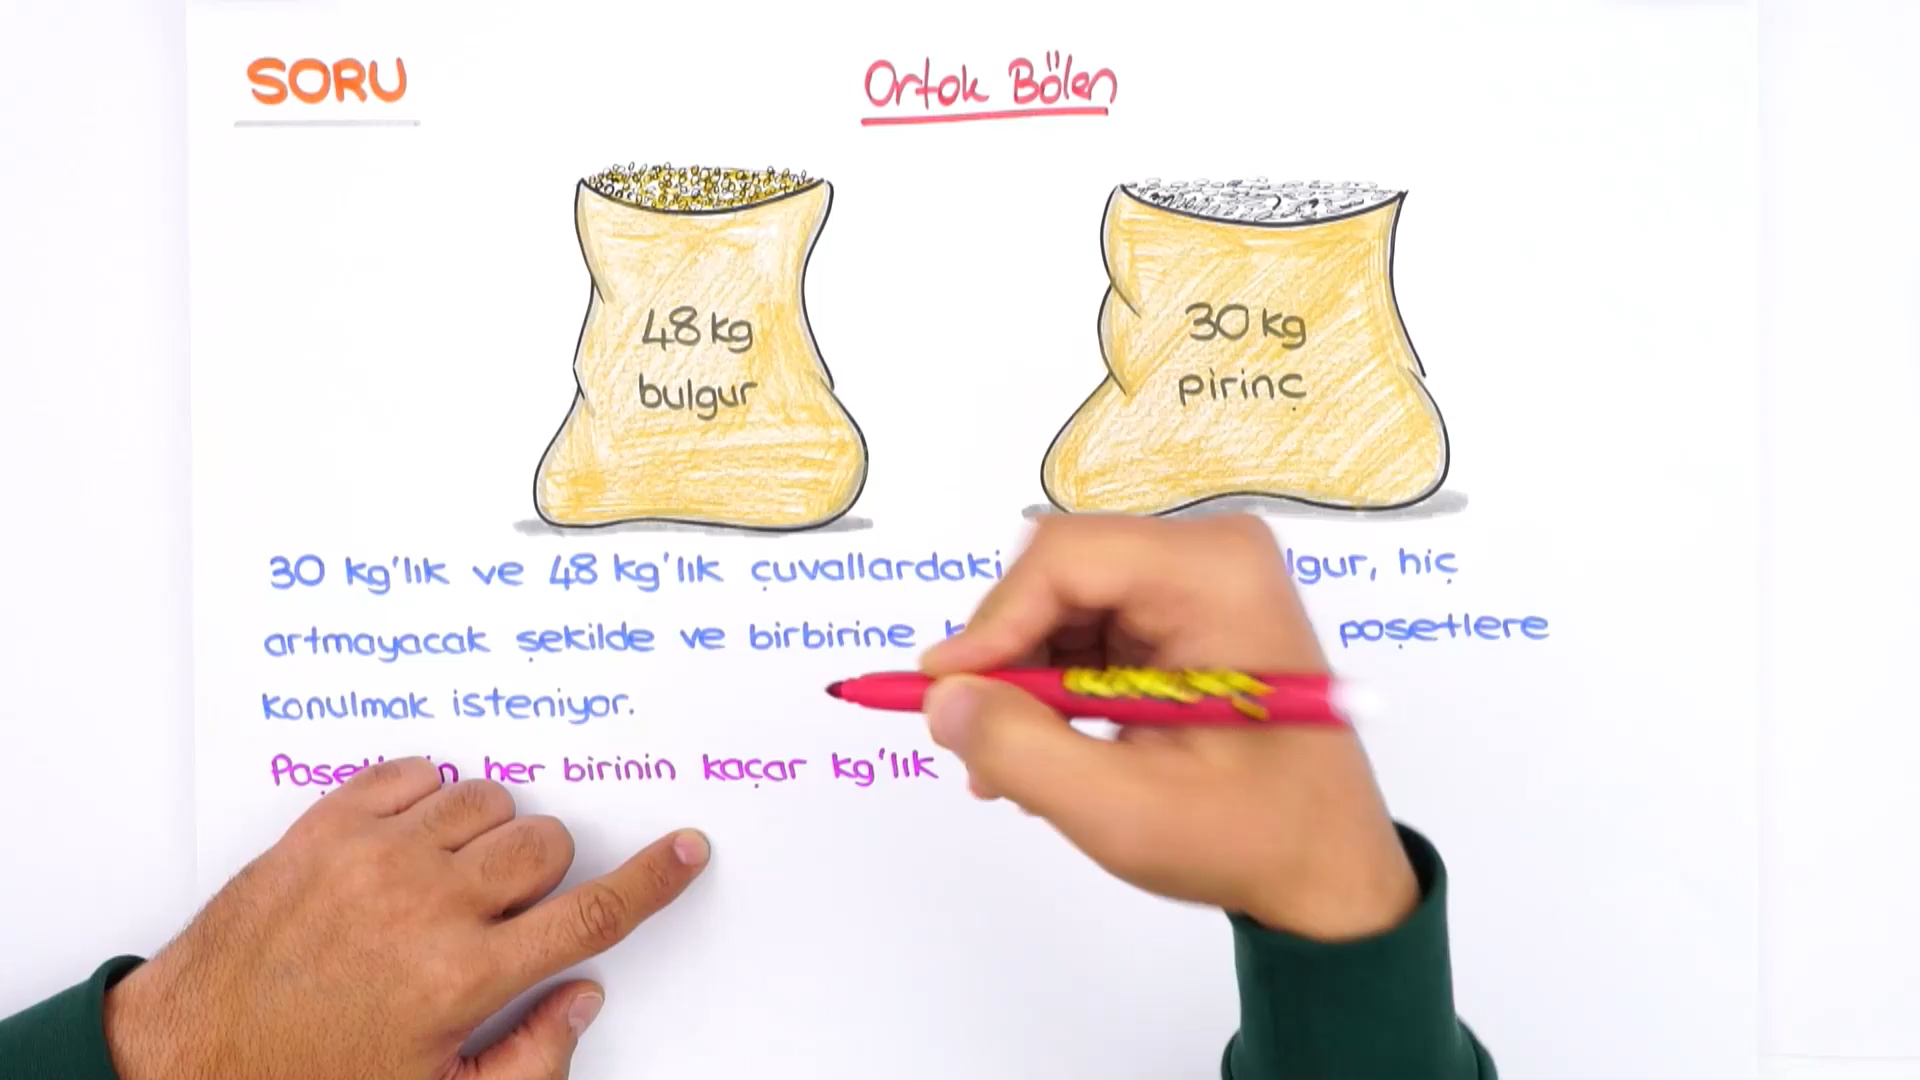 SORU
Ortak Bölen
48 kg
bulgur
30 kg
pirinç
30 kg'lık ve 48 kg'lık çuvallardaki lgur, hiç
artmayacak şekilde ve birbirine poşetlere
konulmak isteniyor.
her birinin kaçar kg'lık